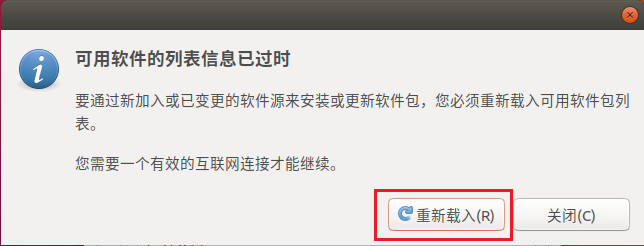 可用软件的列表信息已过时
要通过新加入或已变更的软件源来安装或更新软件包，您必须重新载入可用软件包列
表。
您需要一个有效的互联网连接才能继续。
重新载入(R)
关闭(C)